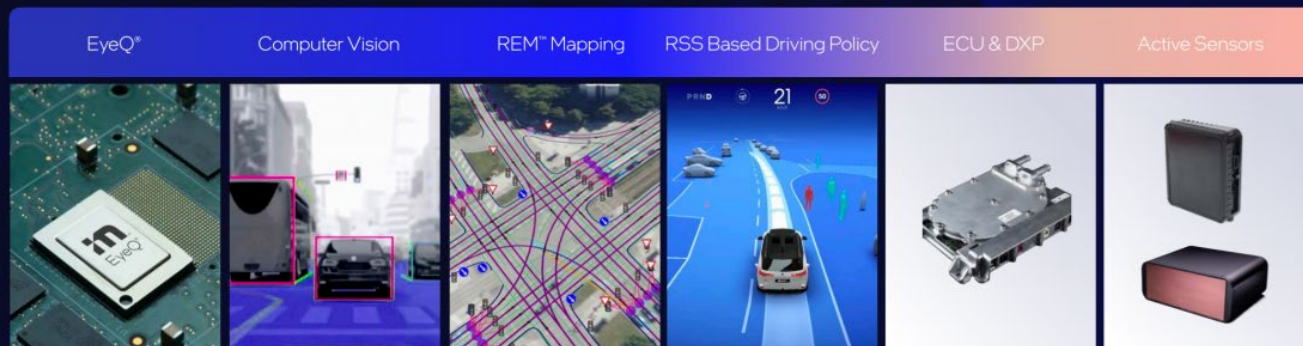 EyeQ®
Computer Vision
REM™ Mapping
RSS Based Driving Policy
ECU & DXP
Active Sensors
EyeQ
PRND
21
50